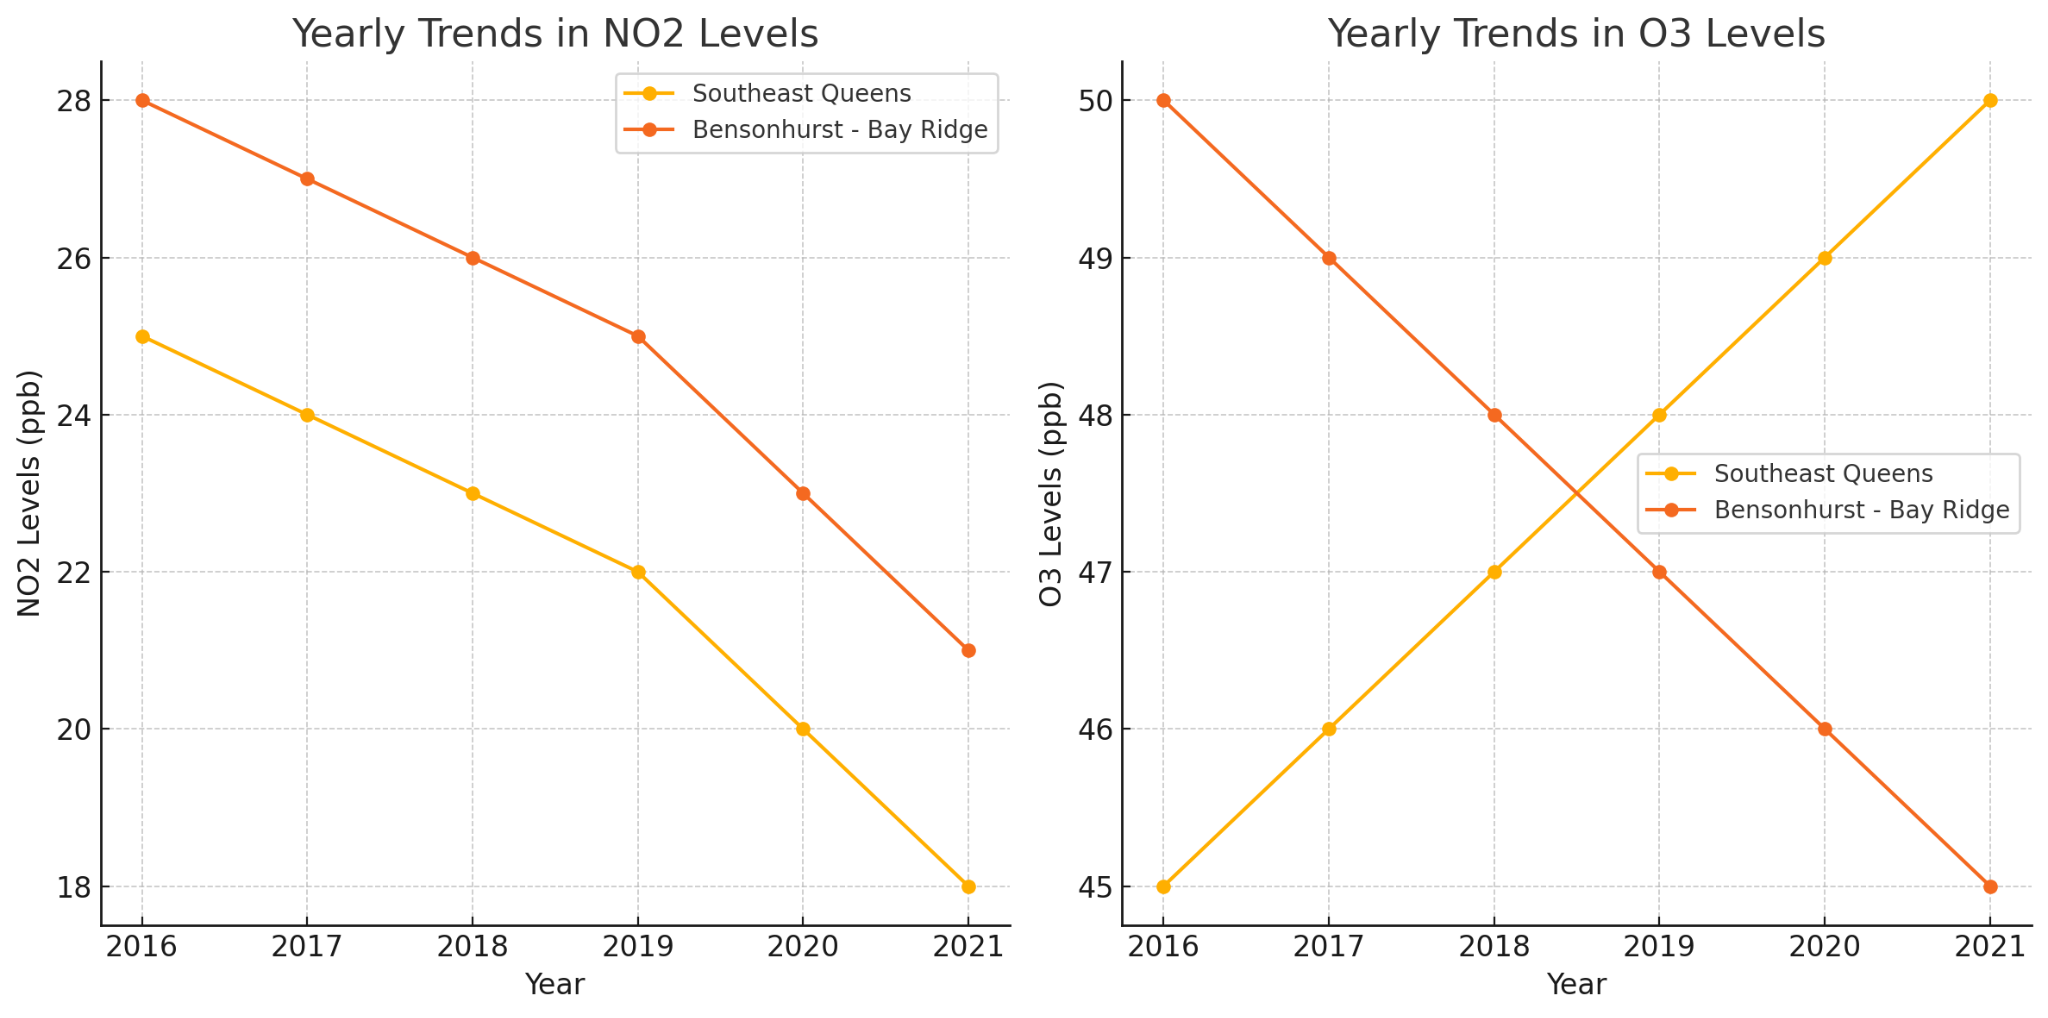 Yearly Trends in NO2 Levels
NO2 Levels (ppb)
28
26
24
22
20
18
Southeast Queens
Bensonhurst - Bay Ridge
2016 2017 2018 2019 2020 2021
Year
Yearly Trends in O3 Levels
O3 Levels (ppb)
50
49
48
47
46
45
Southeast Queens
Bensonhurst - Bay Ridge
2016 2017 2018 2019 2020 2021
Year